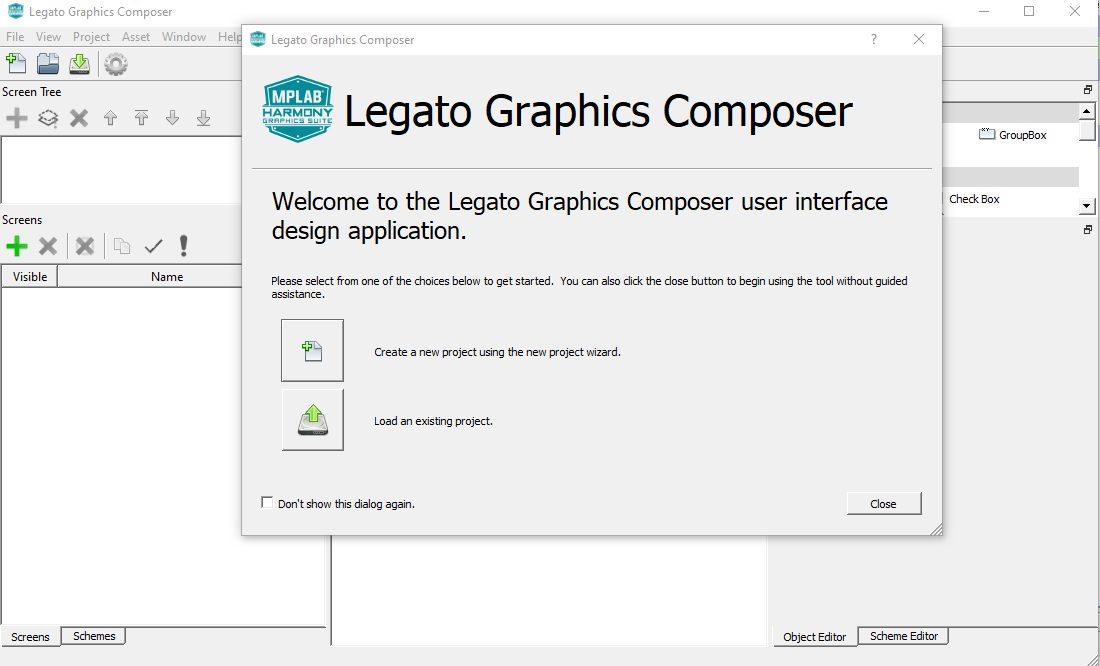 Legato Graphics Composer
File View Project Asset Window Help
Legato Graphics Composer
?
MPLAB®
HARMONY
GRAPHICS SUITE
Legato Graphics Composer
Welcome to the Legato Graphics Composer user interface
design application.
Please select from one of the choices below to get started. You can also click the close button to begin using the tool without guided
assistance.
Create a new project using the new project wizard.
Load an existing project.
Don't show this dialog again.
Close
Screen Tree
Screens
Visible Name
Screens Schemes
GroupBox
Check Box
Object Editor Scheme Editor